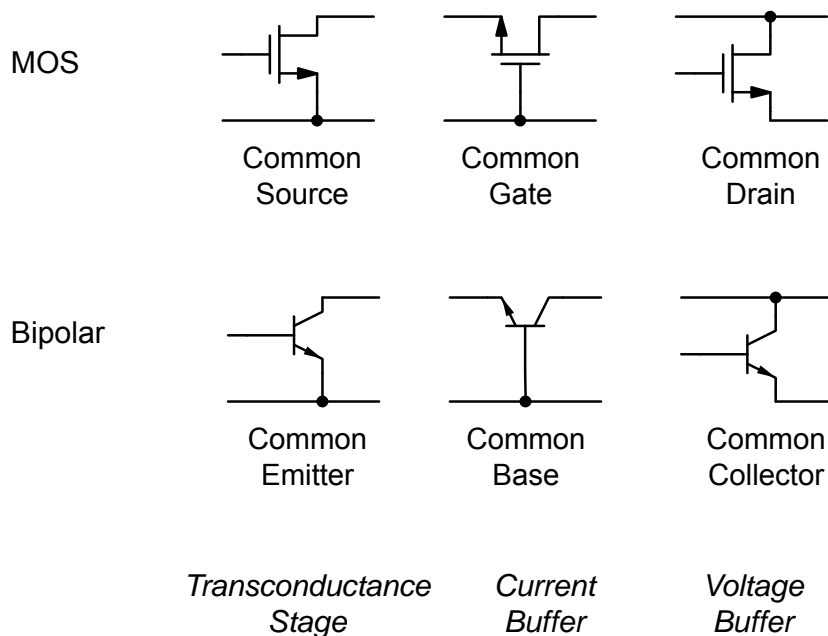 MOS
Common Common Common
Source Gate Drain
Bipolar
Common Common Common
Emitter Base Collector
Transconductance Current Voltage
Stage Buffer Buffer